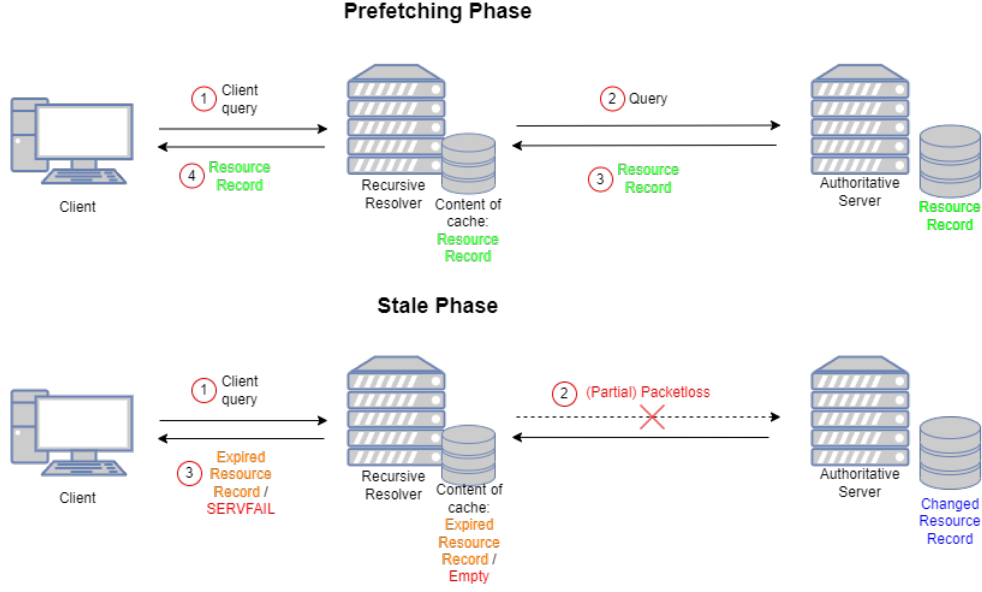 Prefetching Phase
1
Client
query
2
Query
4
Resource
Record
3
Resource
Record
Client
Recursive
Resolver
Content of
cache:
Resource
Record
Authoritative
Server
Resource
Record
Stale Phase
1
Client
query
2
(Partial) Packetloss
3
Expired
Resource
Record /
SERVFAIL
Client
Recursive
Resolver
Content of
cache:
Expired
Resource
Record /
Empty
Authoritative
Server
Changed
Resource
Record